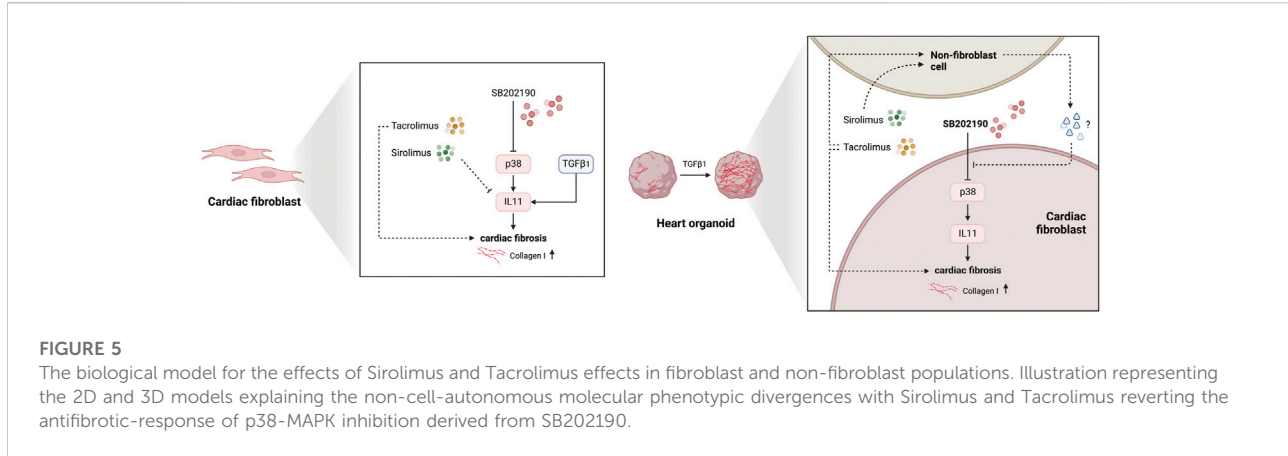 SB202190
Tacrolimus
Sirolimus
p38
TGFβ1
IL11
cardiac fibrosis
Collagen I ↑
Cardiac fibroblast
TGFβ1
Heart organoid
Non-fibroblast
cell
Sirolimus
SB202190
?
Tacrolimus
p38
IL11
Cardiac
fibroblast
cardiac fibrosis
Collagen I ↑
FIGURE 5
The biological model for the effects of Sirolimus and Tacrolimus effects in fibroblast and non-fibroblast populations. Illustration representing
the 2D and 3D models explaining the non-cell-autonomous molecular phenotypic divergences with Sirolimus and Tacrolimus reverting the
antifibrotic-response of p38-MAPK inhibition derived from SB202190.